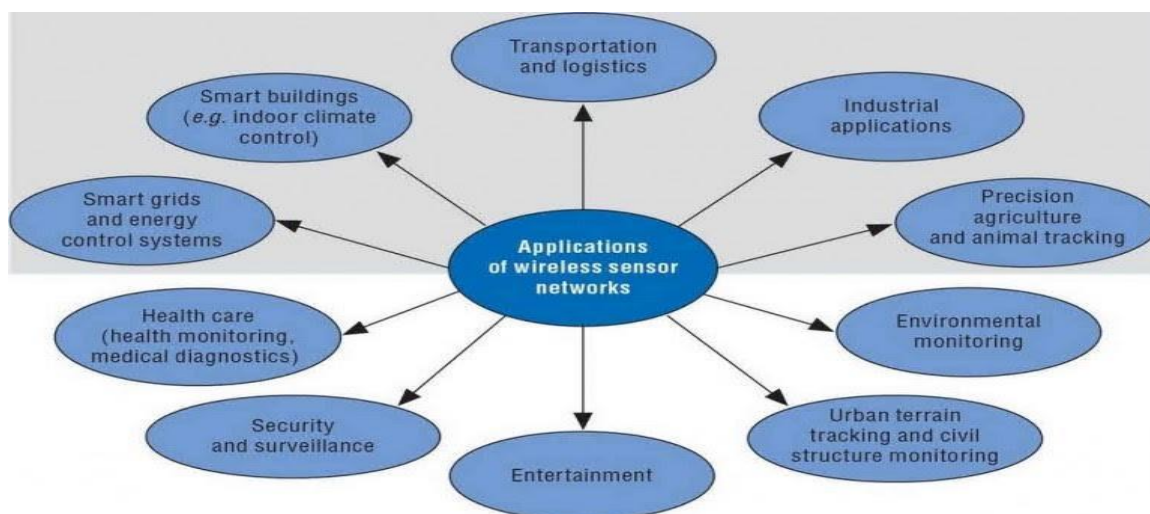 Transportation
and logistics
Smart buildings
(e.g. indoor climate
control)
Industrial
applications
Smart grids
and energy
control systems
Precision
agriculture
and animal tracking
Applications
of wireless sensor
networks
Health care
(health monitoring,
medical diagnostics)
Environmental
monitoring
Security
and surveillance
Urban terrain
tracking and civil
structure monitoring
Entertainment